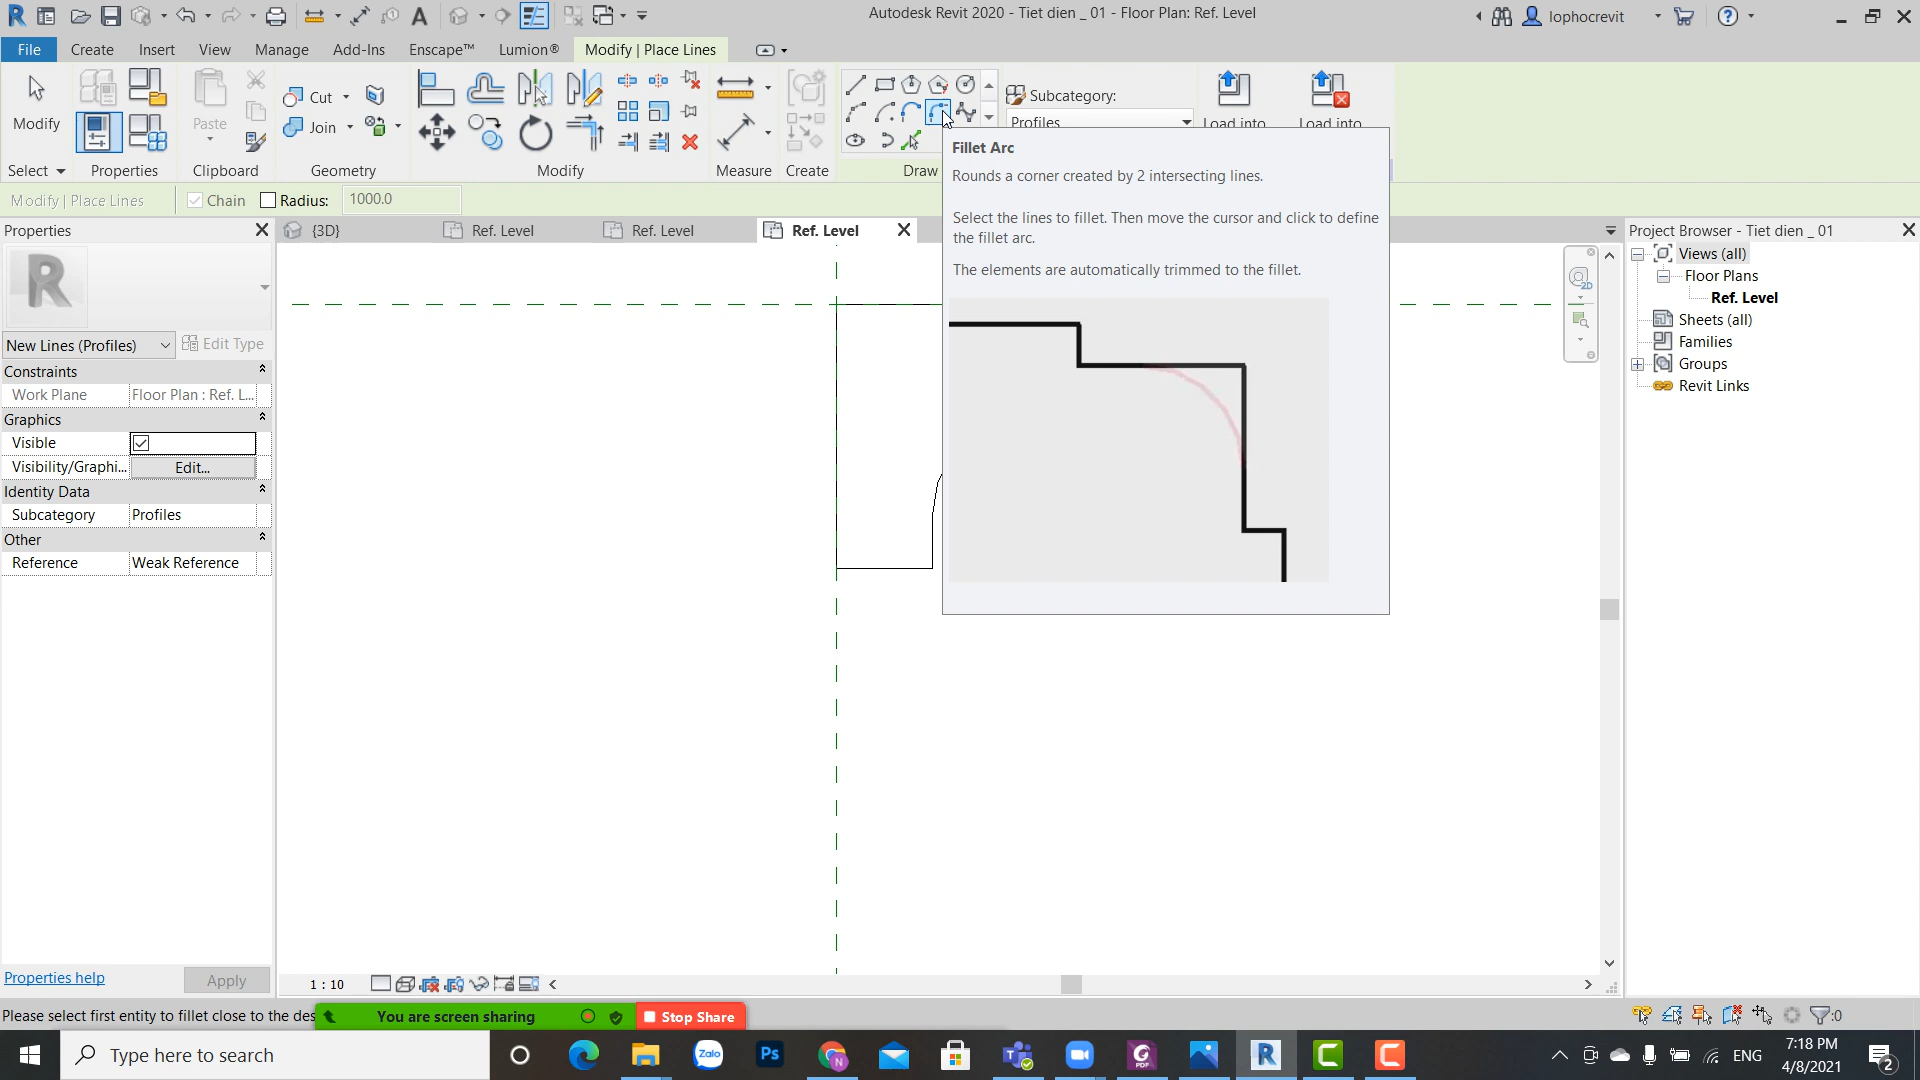 Autodesk Revit 2020 - Tiet dien _ 01 - Floor Plan: Ref. Level
lophocrevit
File
Create
Insert
View
Manage
Add-Ins
Enscape™
Lumion®
Modify | Place Lines
Modify
Paste
Cut
Join
Create
Subcategory:
Profiles
Load into
Load into
Select
Properties
Clipboard
Geometry
Modify
Measure
Create
Draw
Modify | Place Lines
Chain
Radius:
1000.0
Fillet Arc
Rounds a corner created by 2 intersecting lines.
Select the lines to fillet. Then move the cursor and click to define
the fillet arc.
The elements are automatically trimmed to the fillet.
Properties
{3D}
Ref. Level
Ref. Level
Ref. Level
Project Browser - Tiet dien _ 01
R
New Lines (Profiles)
Edit Type
Constraints
Work Plane
Floor Plan : Ref. L...
Graphics
Visible
Visibility/Graphi...
Edit...
Identity Data
Subcategory
Profiles
Other
Reference
Weak Reference
2D
Views (all)
Floor Plans
Ref. Level
Sheets (all)
Families
Groups
Revit Links
Properties help
Apply
1 : 10
Please select first entity to fillet close to the des
You are screen sharing
Stop Share
:0
Type here to search
Zalo
Ps
PDF
R
ENG
7:18 PM
4/8/2021
2